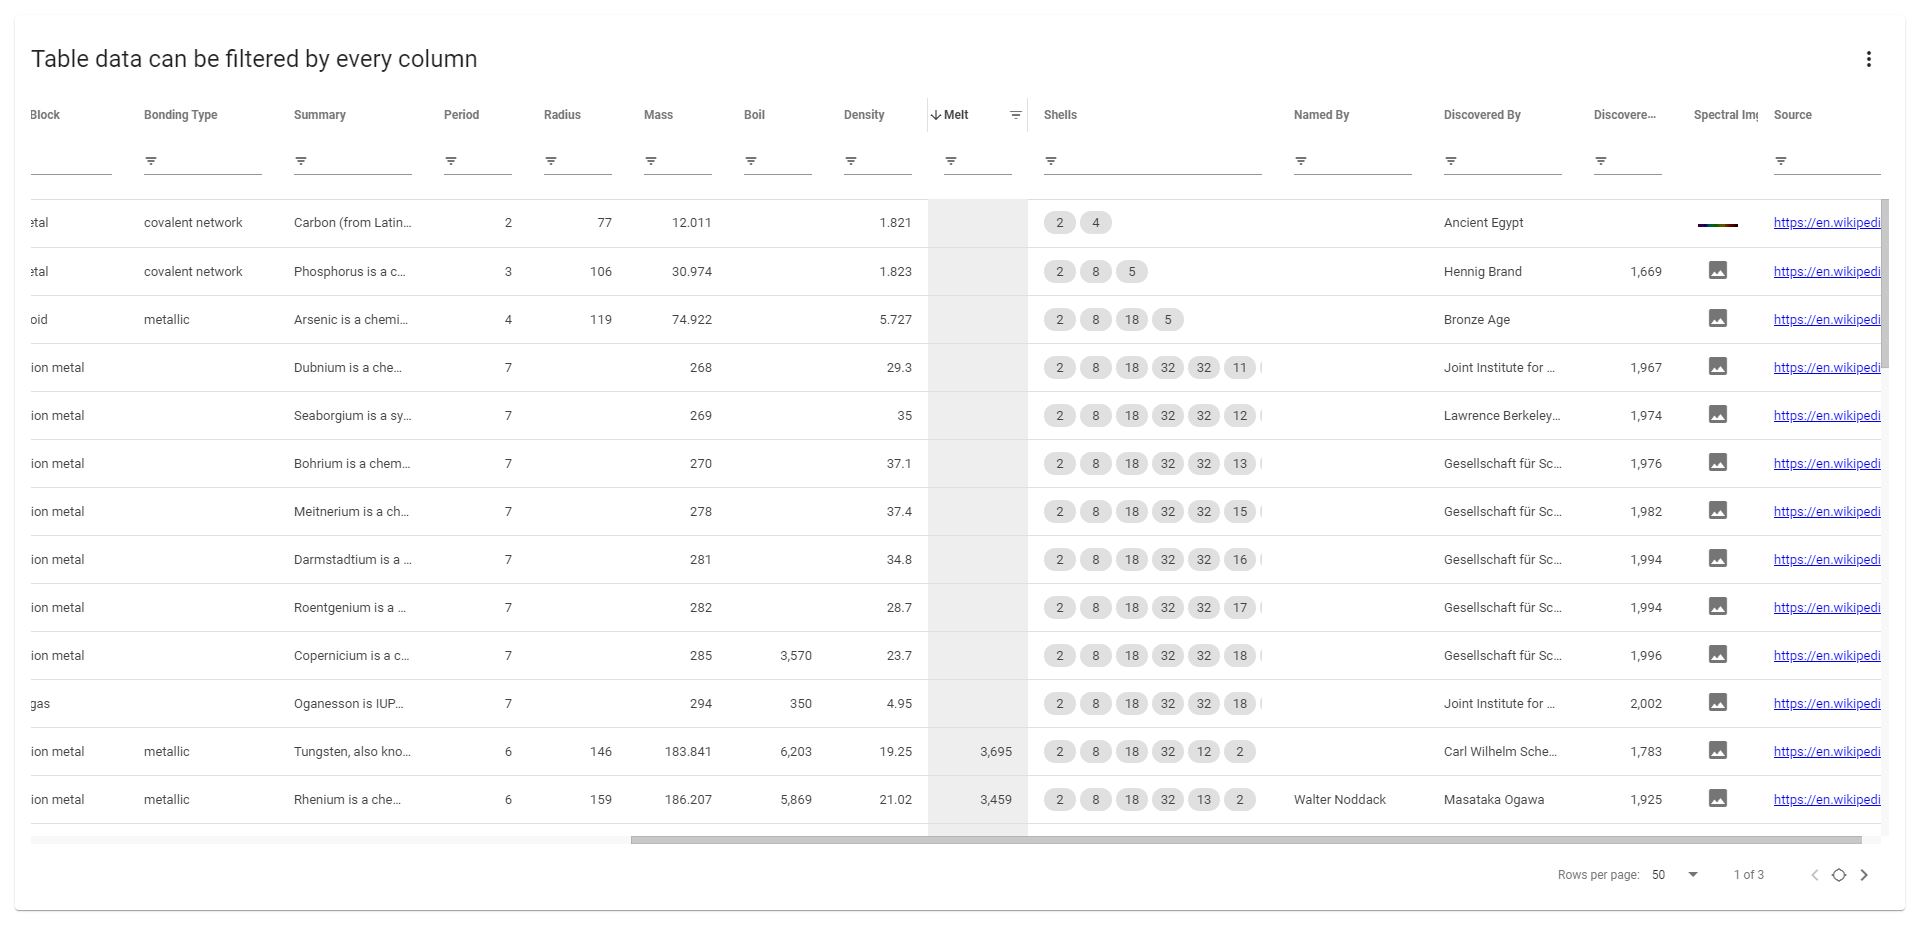 Table data can be filtered by every column
Block Bonding Type Summary Period Radius Mass Boil Density Melt Shells Named By Discovered By Discovere... Spectral Img Source
etal covalent network Carbon (from Latin... 2 77 12.011 1.821 2 4 Ancient Egypt https://en.wikipedi
etal covalent network Phosphorus is a c... 3 106 30.974 1.823 2 8 5 Hennig Brand 1,669 https://en.wikipedi
oid metallic Arsenic is a chemi... 4 119 74.922 5.727 2 8 18 5 Bronze Age https://en.wikipedi
ion metal Dubnium is a che... 7 268 29.3 2 8 18 32 32 11 Joint Institute for ... 1,967 https://en.wikipedi
ion metal Seaborgium is a sy... 7 269 35 2 8 18 32 32 12 Lawrence Berkeley... 1,974 https://en.wikipedi
ion metal Bohrium is a chem... 7 270 37.1 2 8 18 32 32 13 Gesellschaft für Sc... 1,976 https://en.wikipedi
ion metal Meitnerium is a ch... 7 278 37.4 2 8 18 32 32 15 Gesellschaft für Sc... 1,982 https://en.wikipedi
ion metal Darmstadtium is a ... 7 281 34.8 2 8 18 32 32 16 Gesellschaft für Sc... 1,994 https://en.wikipedi
ion metal Roentgenium is a ... 7 282 28.7 2 8 18 32 32 17 Gesellschaft für Sc... 1,994 https://en.wikipedi
ion metal Copernicium is a c... 7 285 3,570 23.7 2 8 18 32 32 18 Gesellschaft für Sc... 1,996 https://en.wikipedi
gas Oganesson is IUP... 7 294 350 4.95 2 8 18 32 32 18 Joint Institute for ... 2,002 https://en.wikipedi
ion metal metallic Tungsten, also kno... 6 146 183.841 6,203 19.25 3,695 2 8 18 32 12 2 Carl Wilhelm Sche... 1,783 https://en.wikipedi
ion metal metallic Rhenium is a che... 6 159 186.207 5,869 21.02 3,459 2 8 18 32 13 2 Walter Noddack Masataka Ogawa 1,925 https://en.wikipedi
Rows per page: 50 1 of 3